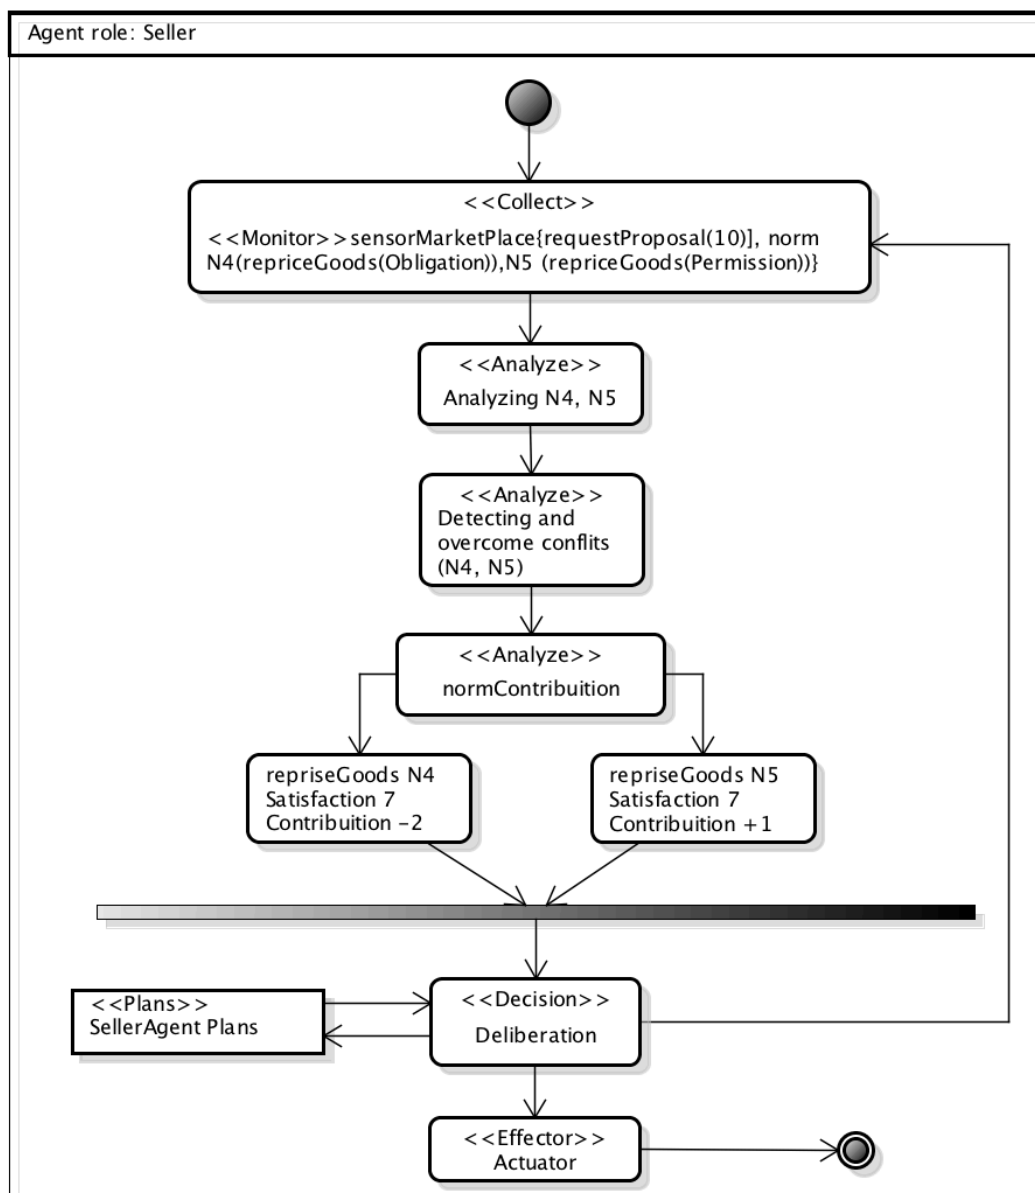 Agent role: Seller
<<Collect>>
<<Monitor>>sensorMarketPlace{requestProposal(10)], norm
N4(repriceGoods(Obligation)),N5 (repriceGoods(Permission))}
<<Analyze>>
Analyzing N4, N5
<<Analyze>>
Detecting and
overcome conflits
(N4, N5)
<<Analyze>>
normContribuition
repriseGoods N4
Satisfaction 7
Contribuition -2
repriseGoods N5
Satisfaction 7
Contribuition +1
<<Plans>>
SellerAgent Plans
<<Decision>>
Deliberation
<<Effector>>
Actuator